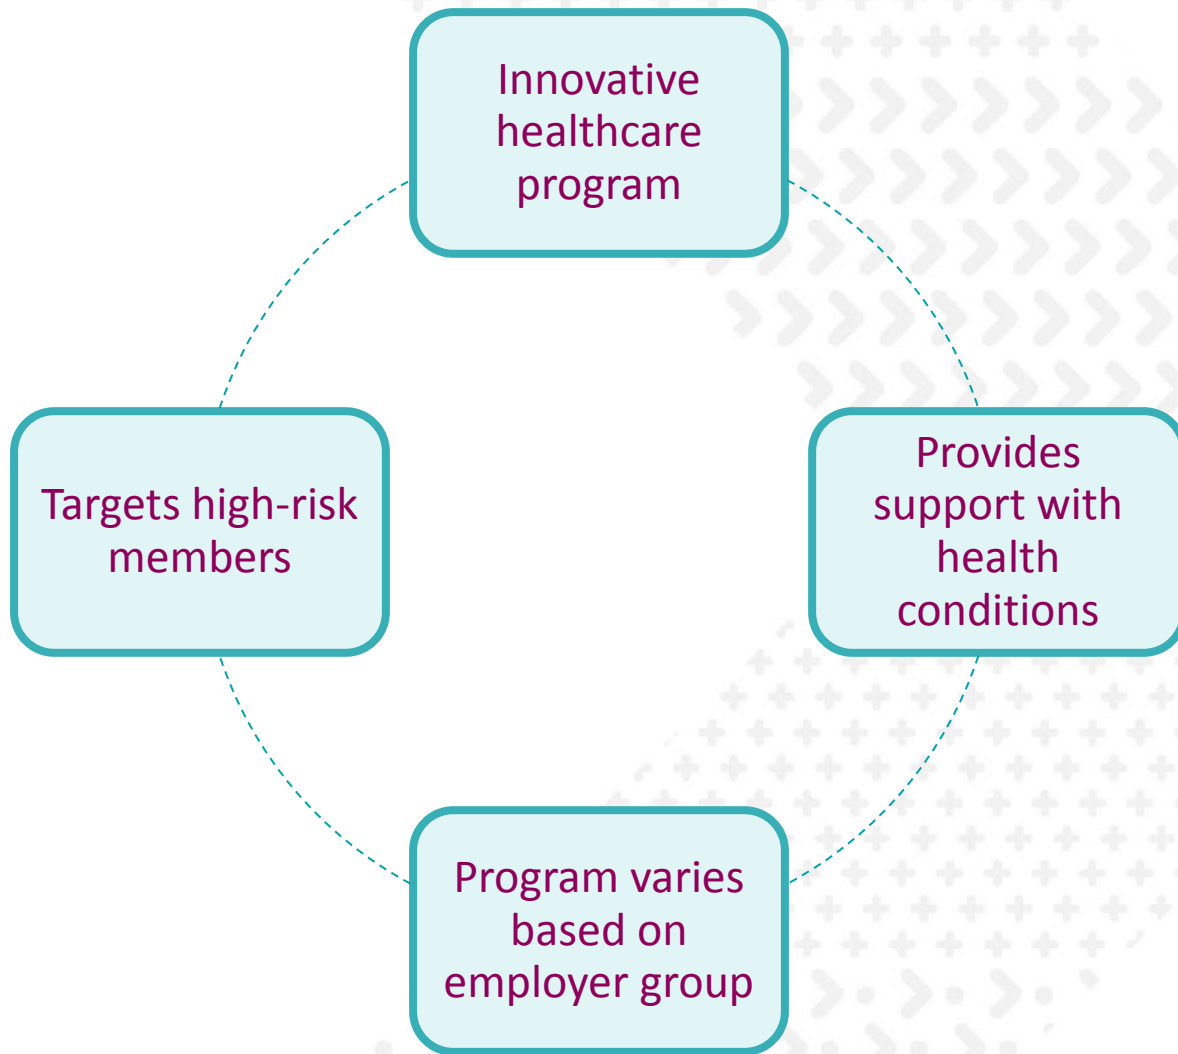 Innovative
healthcare
program
Provides
support with
health
conditions
Program varies
based on
employer group
Targets high-risk
members